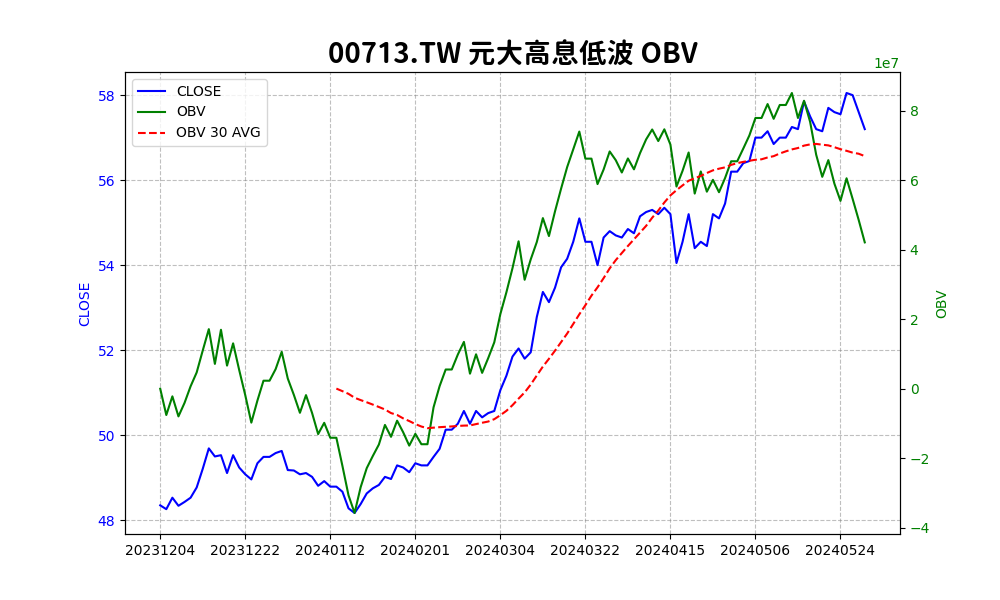 00713.TW 元大高息低波 OBV
1e7
CLOSE
OBV
OBV 30 AVG
58
56
54
52
50
48
CLOSE
8
6
4
2
0
−2
−4
OBV
20231204 20231222 20240112 20240201 20240304 20240322 20240415 20240506 20240524